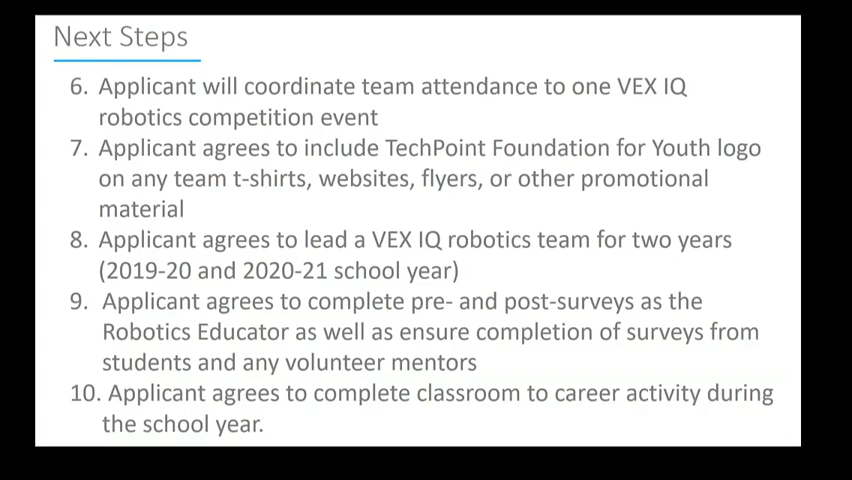 Next Steps
6. Applicant will coordinate team attendance to one VEX IQ
robotics competition event
7. Applicant agrees to include TechPoint Foundation for Youth logo
on any team t-shirts, websites, flyers, or other promotional
material
8. Applicant agrees to lead a VEX IQ robotics team for two years
(2019-20 and 2020-21 school year)
9. Applicant agrees to complete pre- and post-surveys as the
Robotics Educator as well as ensure completion of surveys from
students and any volunteer mentors
10. Applicant agrees to complete classroom to career activity during
the school year.